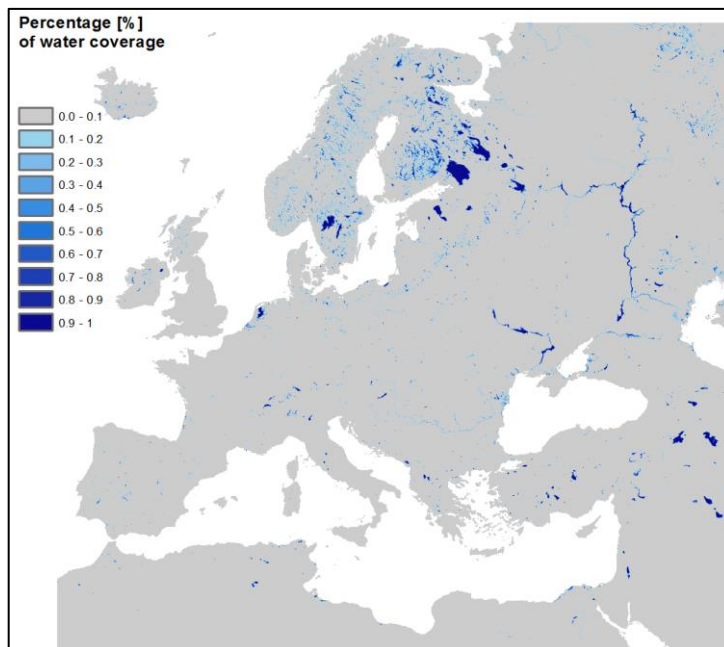 Percentage [%]
of water coverage
0.0 - 0.1
0.1 - 0.2
0.2 - 0.3
0.3 - 0.4
0.4 - 0.5
0.5 - 0.6
0.6 - 0.7
0.7 - 0.8
0.8 - 0.9
0.9 - 1